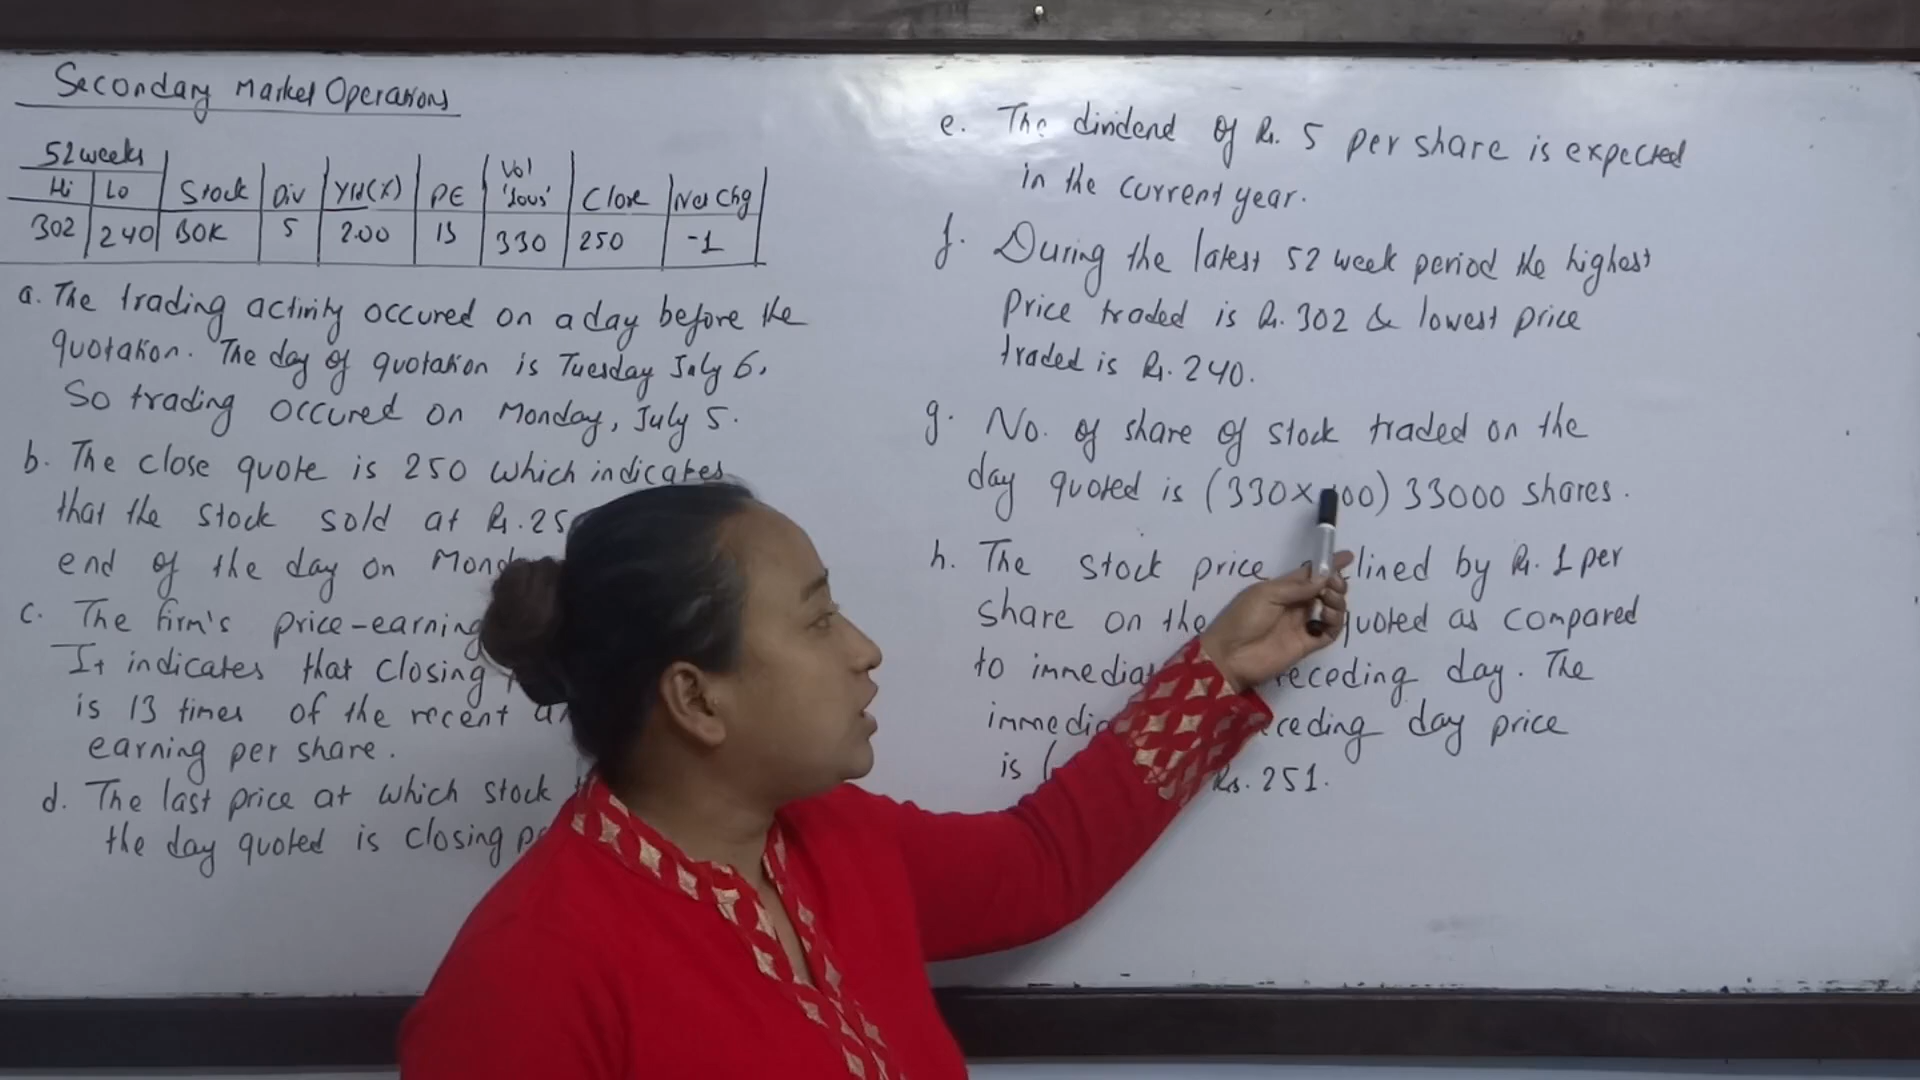 Secondary Market Operations
52 weeks
Hi Lo Stock Div Yld(%) PE Vol '100s' Close Net Chg
302 240 BOK 5 2.00 13 330 250 -1
a. The trading activity occured on a day before the
quotation. The day of quotation is Tuesday July 6.
So trading occured on Monday, July 5.
b. The close quote is 250 which indicates
that the stock sold at Rs. 25
end of the day on Mond
c. The firm's price-earning
It indicates that closing
is 13 times of the recent
earning per share.
d. The last price at which stock
the day quoted is closing
e. The dividend of Rs. 5 per share is expected
in the current year.
f. During the latest 52 week period the highest
Price traded is Rs. 302 & lowest price
traded is Rs. 240.
g. No. of share of stock traded on the
day quoted is (330×100) 33000 shares.
h. The stock price clined by Rs. 1 per
share on the quoted as compared
to immedia receding day. The
immedia ceding day price
is ( Rs. 251.